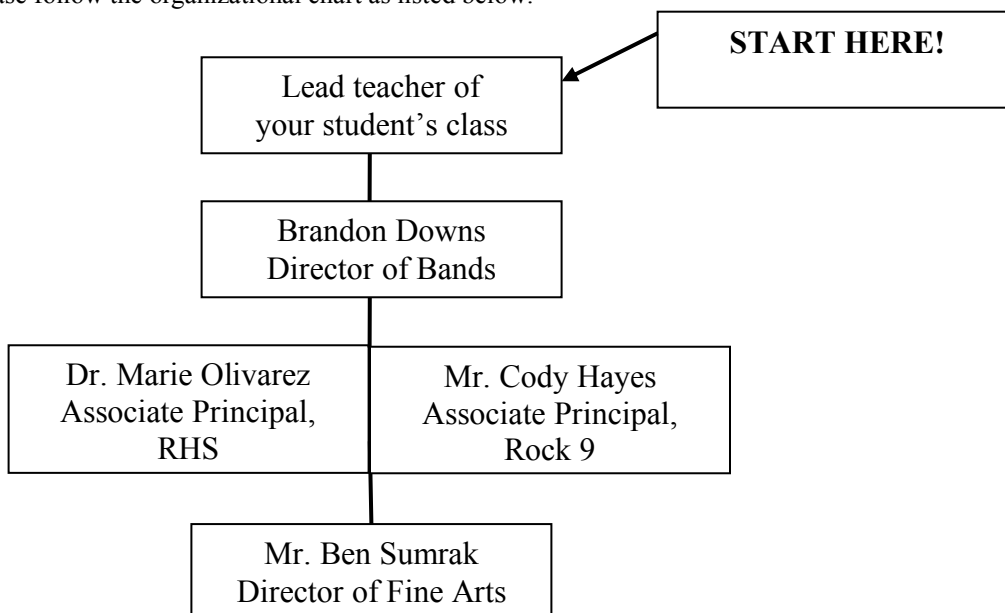 follow the organizational chart as listed below.
START HERE!
Lead teacher of
your student’s class
Brandon Downs
Director of Bands
Dr. Marie Olivarez
Associate Principal,
RHS
Mr. Cody Hayes
Associate Principal,
Rock 9
Mr. Ben Sumrak
Director of Fine Arts